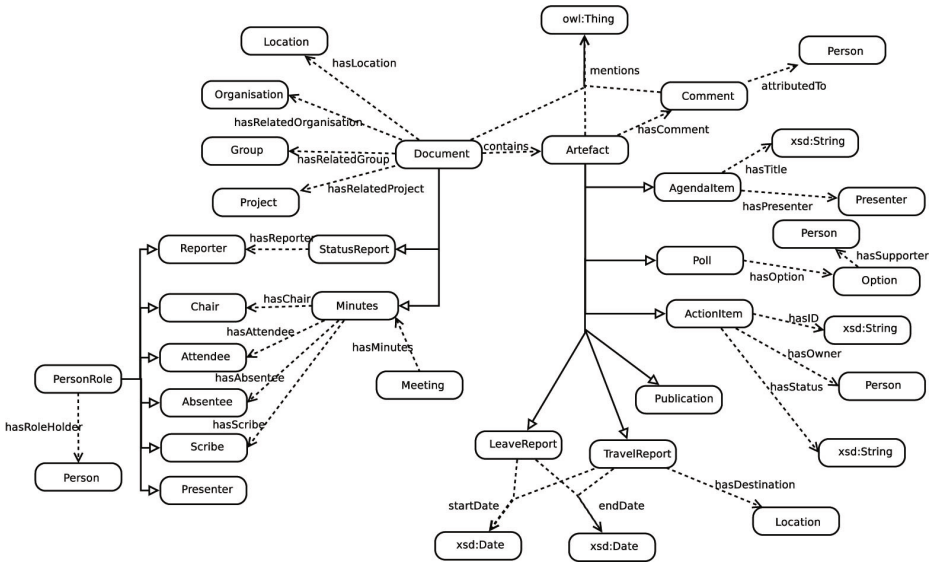 owl:Thing
Location
Person
hasLocation
mentions
attributedTo
Organisation
Comment
hasRelatedOrganisation
hasComment
xsd:String
Group
Document
contains
Artefact
hasRelatedGroup
hasTitle
hasRelatedProject
AgendaItem
Project
hasPresenter
Presenter
Person
Reporter
hasReporter
StatusReport
hasSupporter
Poll
hasOption
Option
Chair
hasChair
Minutes
ActionItem
hasID
xsd:String
hasAttendee
Attendee
hasMinutes
hasOwner
PersonRole
hasAbsentee
Meeting
hasStatus
Person
Absentee
Publication
hasScribe
hasRoleHolder
Scribe
LeaveReport
TravelReport
xsd:String
Person
Presenter
hasDestination
startDate
endDate
Location
xsd:Date
xsd:Date